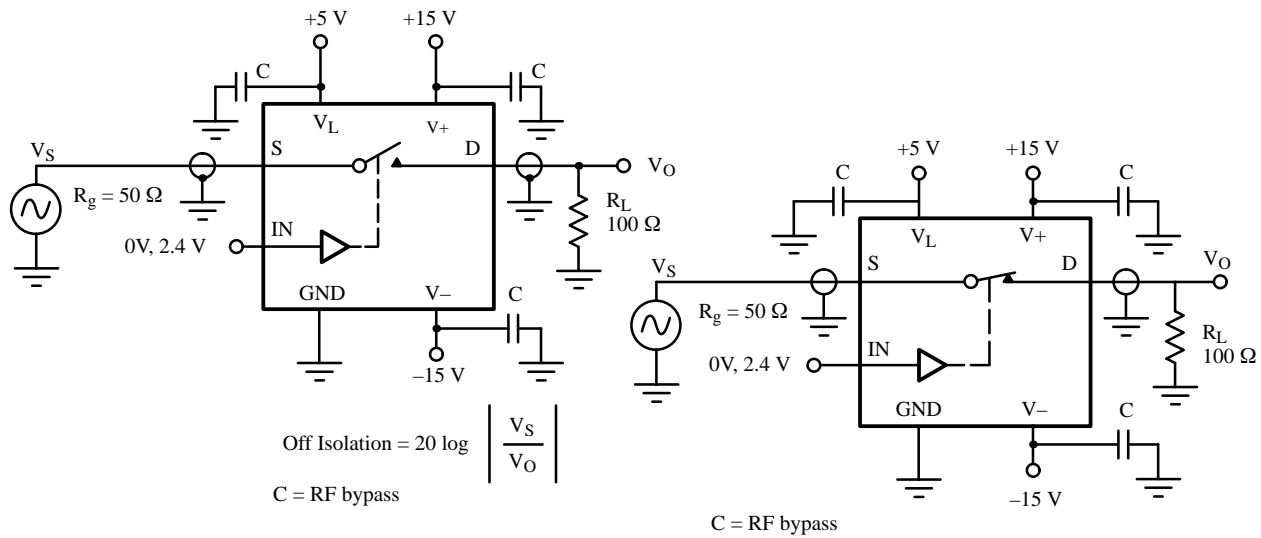 +5 V
+15 V
C
C
V_L
V+
V_S
S
D
V_O
R_g = 50 Ω
R_L
100 Ω
IN
0V, 2.4 V
GND
V–
C
–15 V
Off Isolation = 20 log | V_S / V_O |
C = RF bypass
+5 V
+15 V
C
C
V_L
V+
V_S
S
D
V_O
R_g = 50 Ω
R_L
100 Ω
IN
0V, 2.4 V
GND
V–
C
–15 V
C = RF bypass